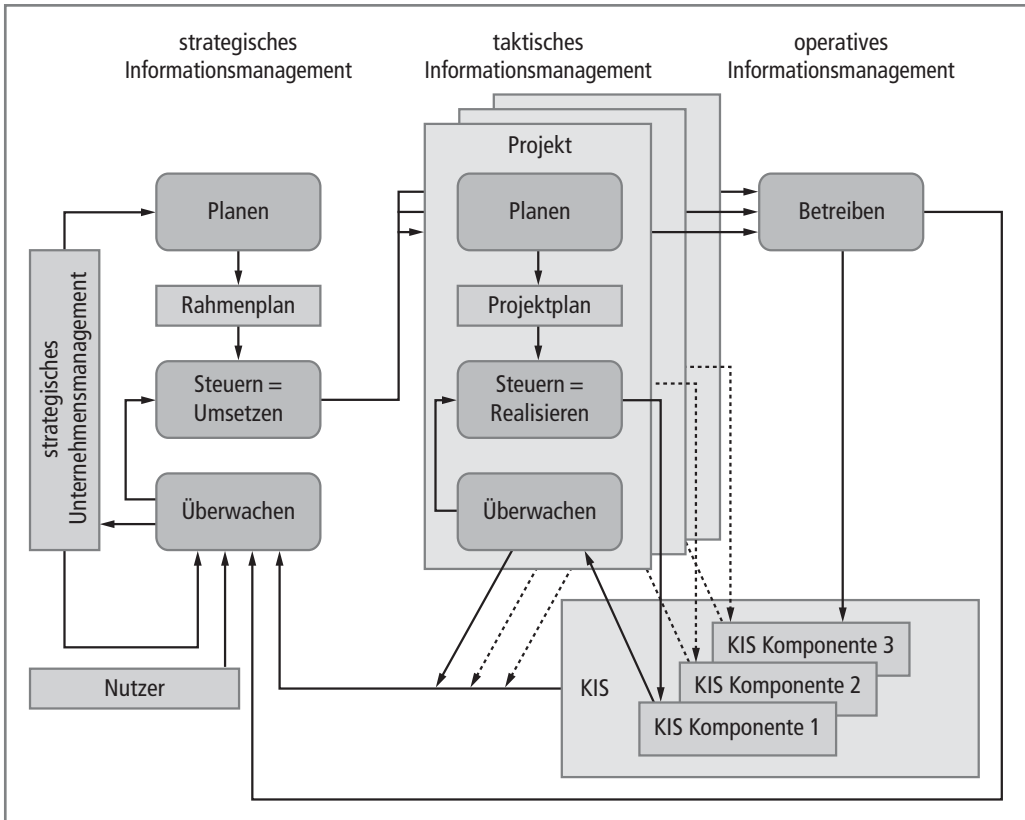 strategisches
Informationsmanagement
taktisches
Informationsmanagement
operatives
Informationsmanagement
Projekt
Planen
Planen
Betreiben
strategisches
Unternehmensmanagement
Rahmenplan
Projektplan
Steuern =
Umsetzen
Steuern =
Realisieren
Überwachen
Überwachen
Nutzer
KIS
KIS Komponente 3
KIS Komponente 2
KIS Komponente 1